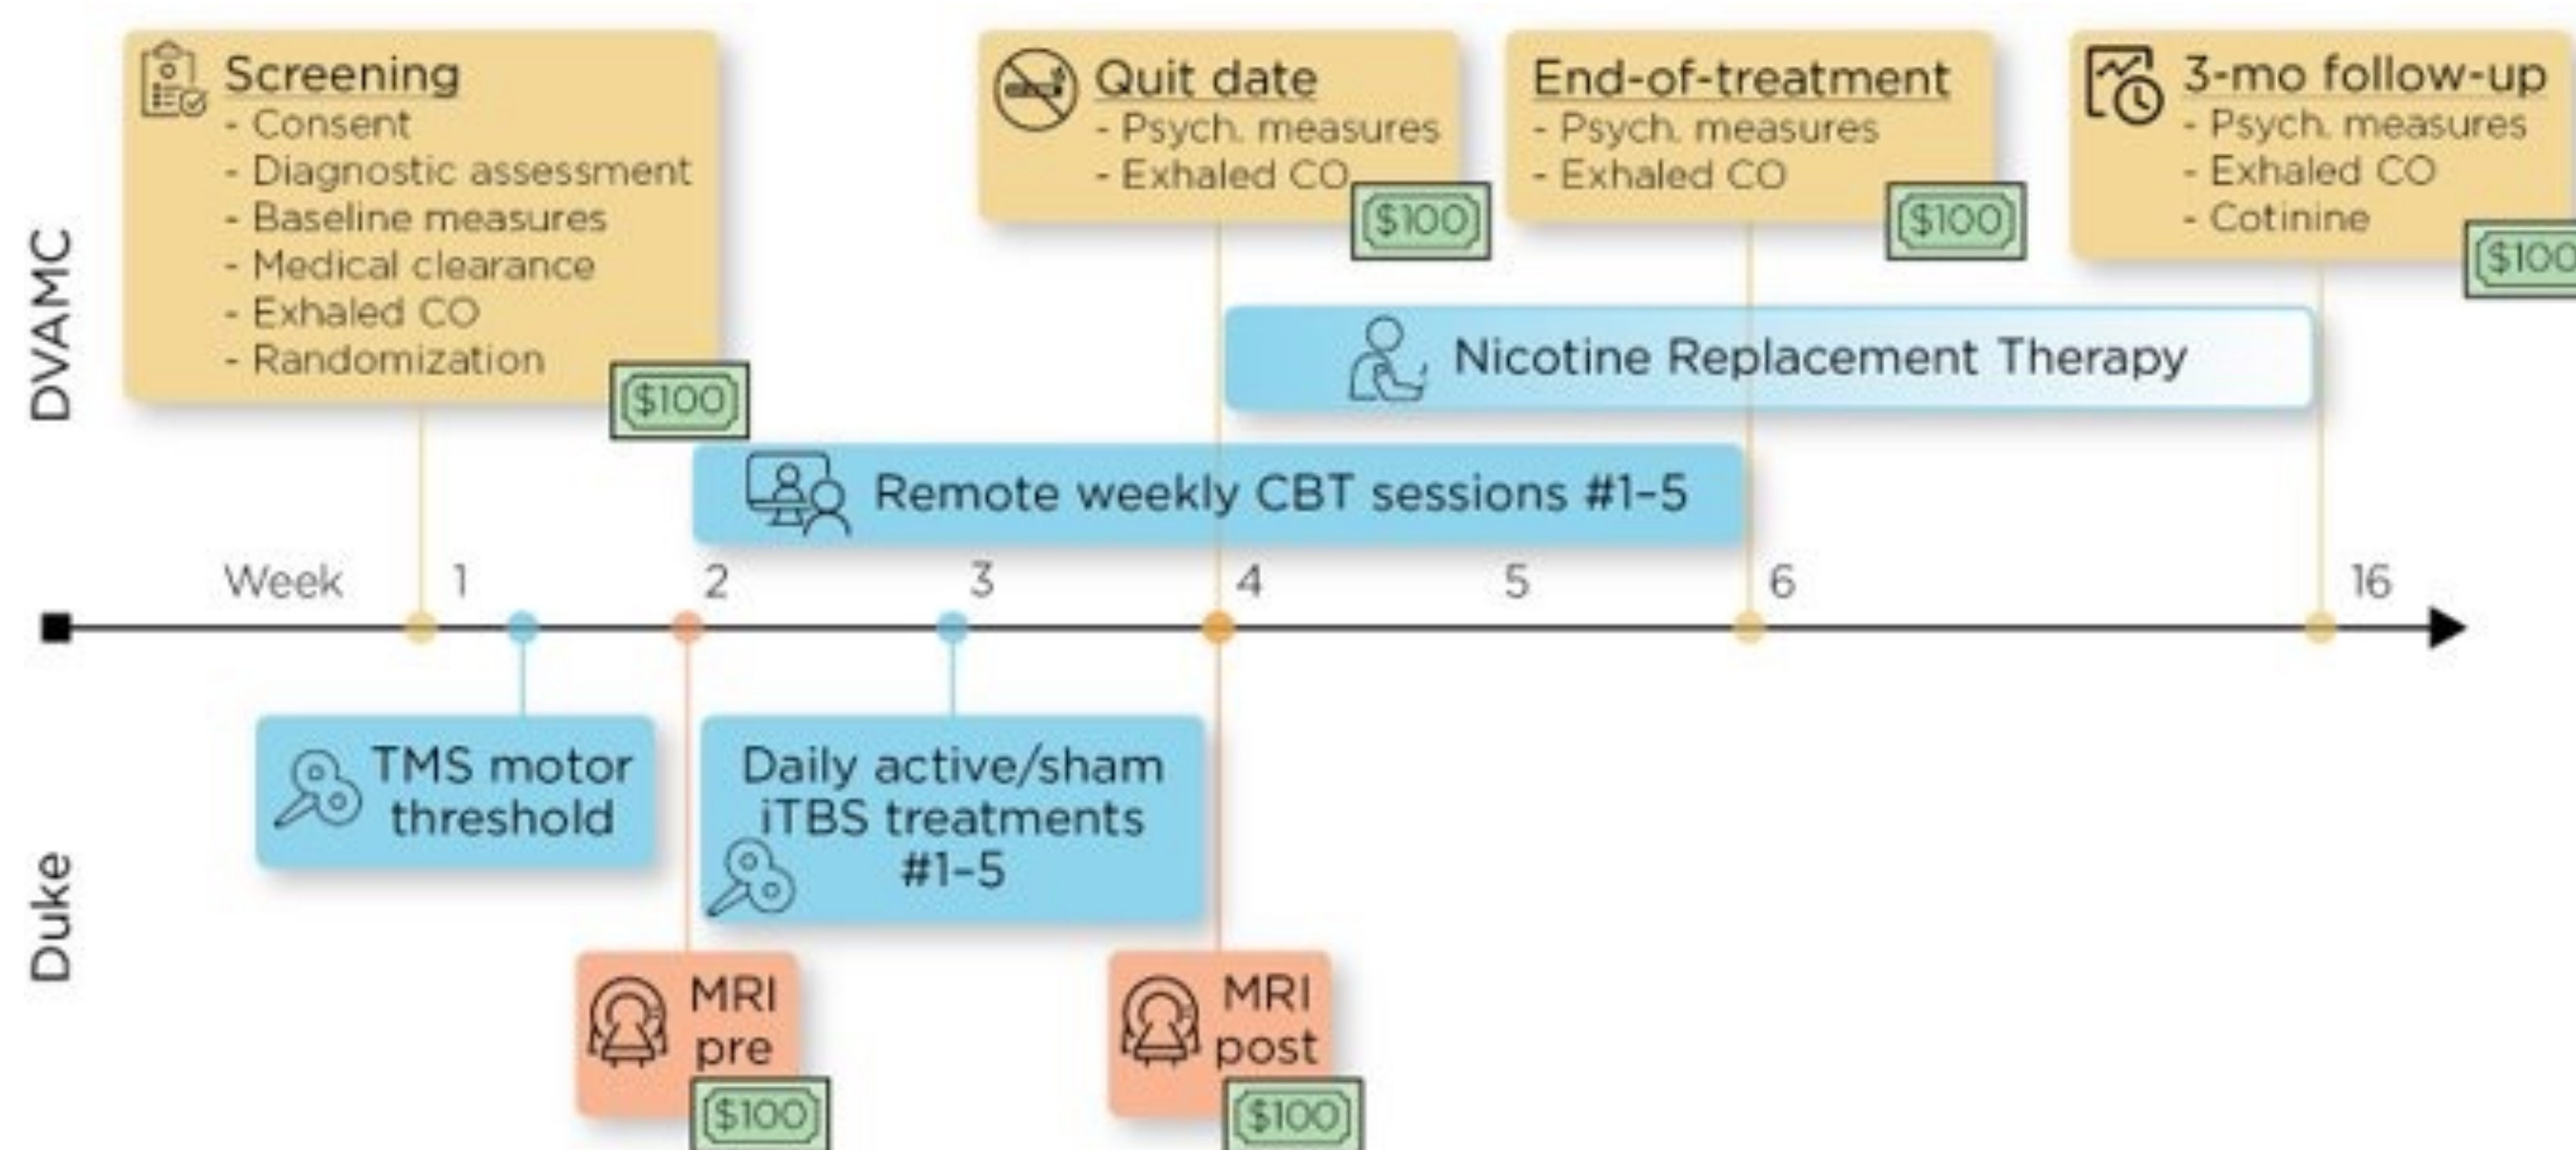 DVAMC
Screening
- Consent
- Diagnostic assessment
- Baseline measures
- Medical clearance
- Exhaled CO
- Randomization
$100
Quit date
- Psych. measures
- Exhaled CO
$100
End-of-treatment
- Psych. measures
- Exhaled CO
$100
3-mo follow-up
- Psych. measures
- Exhaled CO
- Cotinine
$100
Nicotine Replacement Therapy
Remote weekly CBT sessions #1-5
Week 1 2 3 4 5 6 16
Duke
TMS motor
threshold
Daily active/sham
iTBS treatments
#1-5
MRI
pre
$100
MRI
post
$100